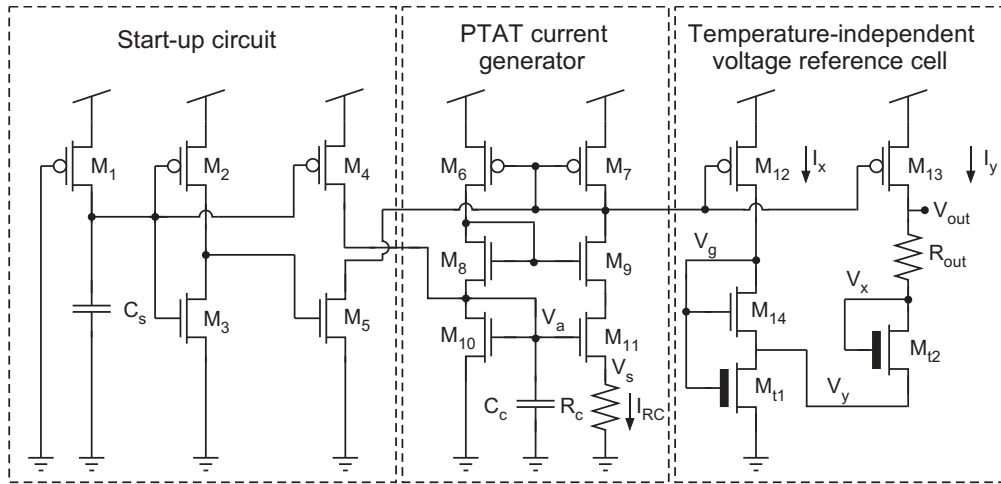 Start-up circuit
PTAT current
generator
Temperature-independent
voltage reference cell
M1
M2
M4
M6
M7
M12
Ix
M13
Iy
Vout
Rout
Vg
M8
M9
Vx
Cs
M3
M5
M10
Va
M11
M14
Mt2
Vs
Mt1
Vy
Cc
Rc
IRC